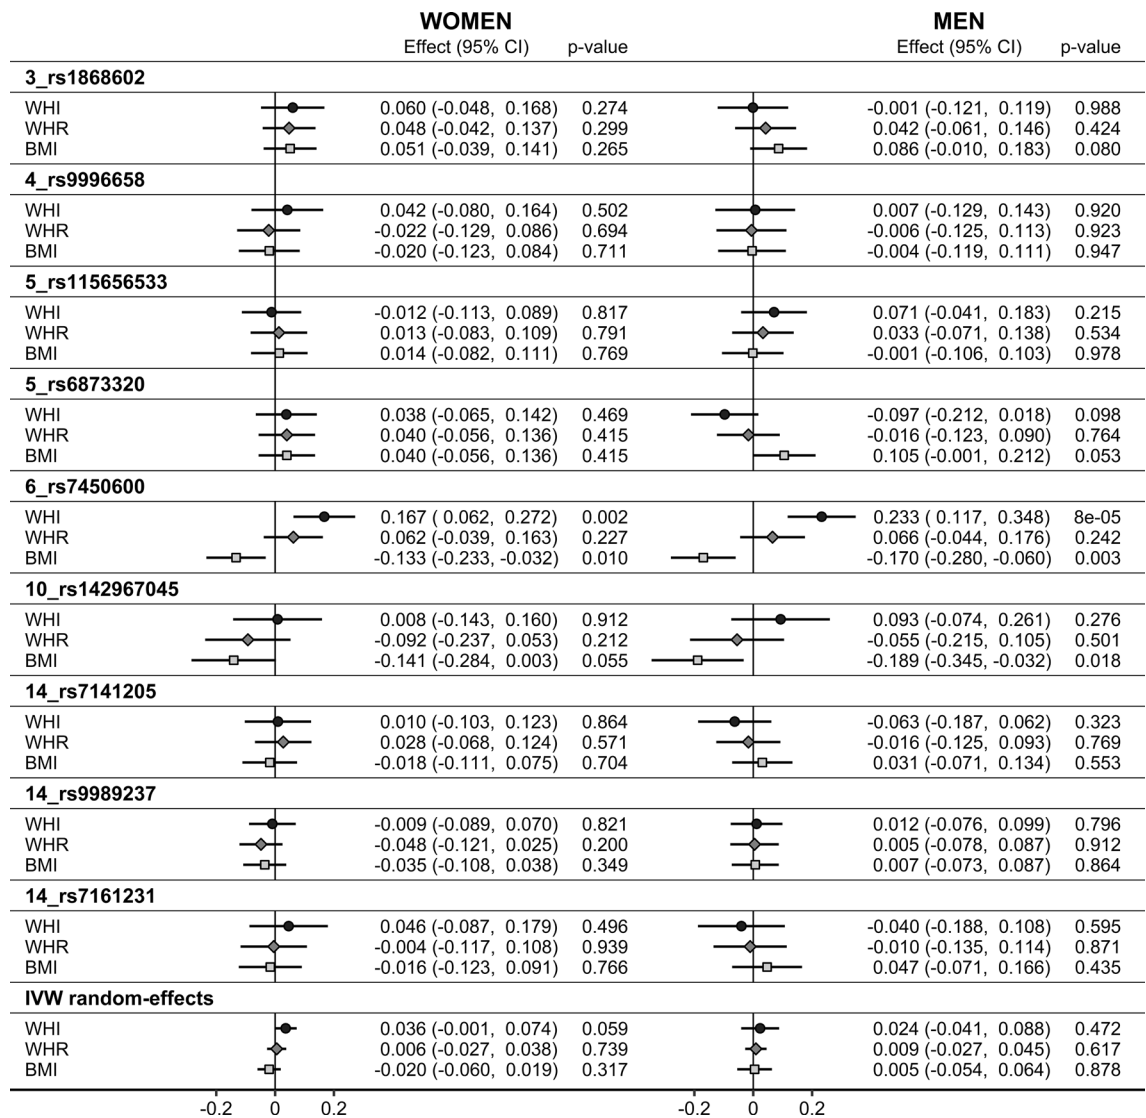 WOMEN MEN
Effect (95% CI) p-value Effect (95% CI) p-value
3_rs1868602
WHI 0.060 (-0.048, 0.168) 0.274 -0.001 (-0.121, 0.119) 0.988
WHR 0.048 (-0.042, 0.137) 0.299 0.042 (-0.061, 0.146) 0.424
BMI 0.051 (-0.039, 0.141) 0.265 0.086 (-0.010, 0.183) 0.080
4_rs9996658
WHI 0.042 (-0.080, 0.164) 0.502 0.007 (-0.129, 0.143) 0.920
WHR -0.022 (-0.129, 0.086) 0.694 -0.006 (-0.125, 0.113) 0.923
BMI -0.020 (-0.123, 0.084) 0.711 -0.004 (-0.119, 0.111) 0.947
5_rs115656533
WHI -0.012 (-0.113, 0.089) 0.817 0.071 (-0.041, 0.183) 0.215
WHR 0.013 (-0.083, 0.109) 0.791 0.033 (-0.071, 0.138) 0.534
BMI 0.014 (-0.082, 0.111) 0.769 -0.001 (-0.106, 0.103) 0.978
5_rs6873320
WHI 0.038 (-0.065, 0.142) 0.469 -0.097 (-0.212, 0.018) 0.098
WHR 0.040 (-0.056, 0.136) 0.415 -0.016 (-0.123, 0.090) 0.764
BMI 0.040 (-0.056, 0.136) 0.415 0.105 (-0.001, 0.212) 0.053
6_rs7450600
WHI 0.167 ( 0.062, 0.272) 0.002 0.233 ( 0.117, 0.348) 8e-05
WHR 0.062 (-0.039, 0.163) 0.227 0.066 (-0.044, 0.176) 0.242
BMI -0.133 (-0.233, -0.032) 0.010 -0.170 (-0.280, -0.060) 0.003
10_rs142967045
WHI 0.008 (-0.143, 0.160) 0.912 0.093 (-0.074, 0.261) 0.276
WHR -0.092 (-0.237, 0.053) 0.212 -0.055 (-0.215, 0.105) 0.501
BMI -0.141 (-0.284, 0.003) 0.055 -0.189 (-0.345, -0.032) 0.018
14_rs7141205
WHI 0.010 (-0.103, 0.123) 0.864 -0.063 (-0.187, 0.062) 0.323
WHR 0.028 (-0.068, 0.124) 0.571 -0.016 (-0.125, 0.093) 0.769
BMI -0.018 (-0.111, 0.075) 0.704 0.031 (-0.071, 0.134) 0.553
14_rs9989237
WHI -0.009 (-0.089, 0.070) 0.821 0.012 (-0.076, 0.099) 0.796
WHR -0.048 (-0.121, 0.025) 0.200 0.005 (-0.078, 0.087) 0.912
BMI -0.035 (-0.108, 0.038) 0.349 0.007 (-0.073, 0.087) 0.864
14_rs7161231
WHI 0.046 (-0.087, 0.179) 0.496 -0.040 (-0.188, 0.108) 0.595
WHR -0.004 (-0.117, 0.108) 0.939 -0.010 (-0.135, 0.114) 0.871
BMI -0.016 (-0.123, 0.091) 0.766 0.047 (-0.071, 0.166) 0.435
IVW random-effects
WHI 0.036 (-0.001, 0.074) 0.059 0.024 (-0.041, 0.088) 0.472
WHR 0.006 (-0.027, 0.038) 0.739 0.009 (-0.027, 0.045) 0.617
BMI -0.020 (-0.060, 0.019) 0.317 0.005 (-0.054, 0.064) 0.878
-0.2 0 0.2 -0.2 0 0.2